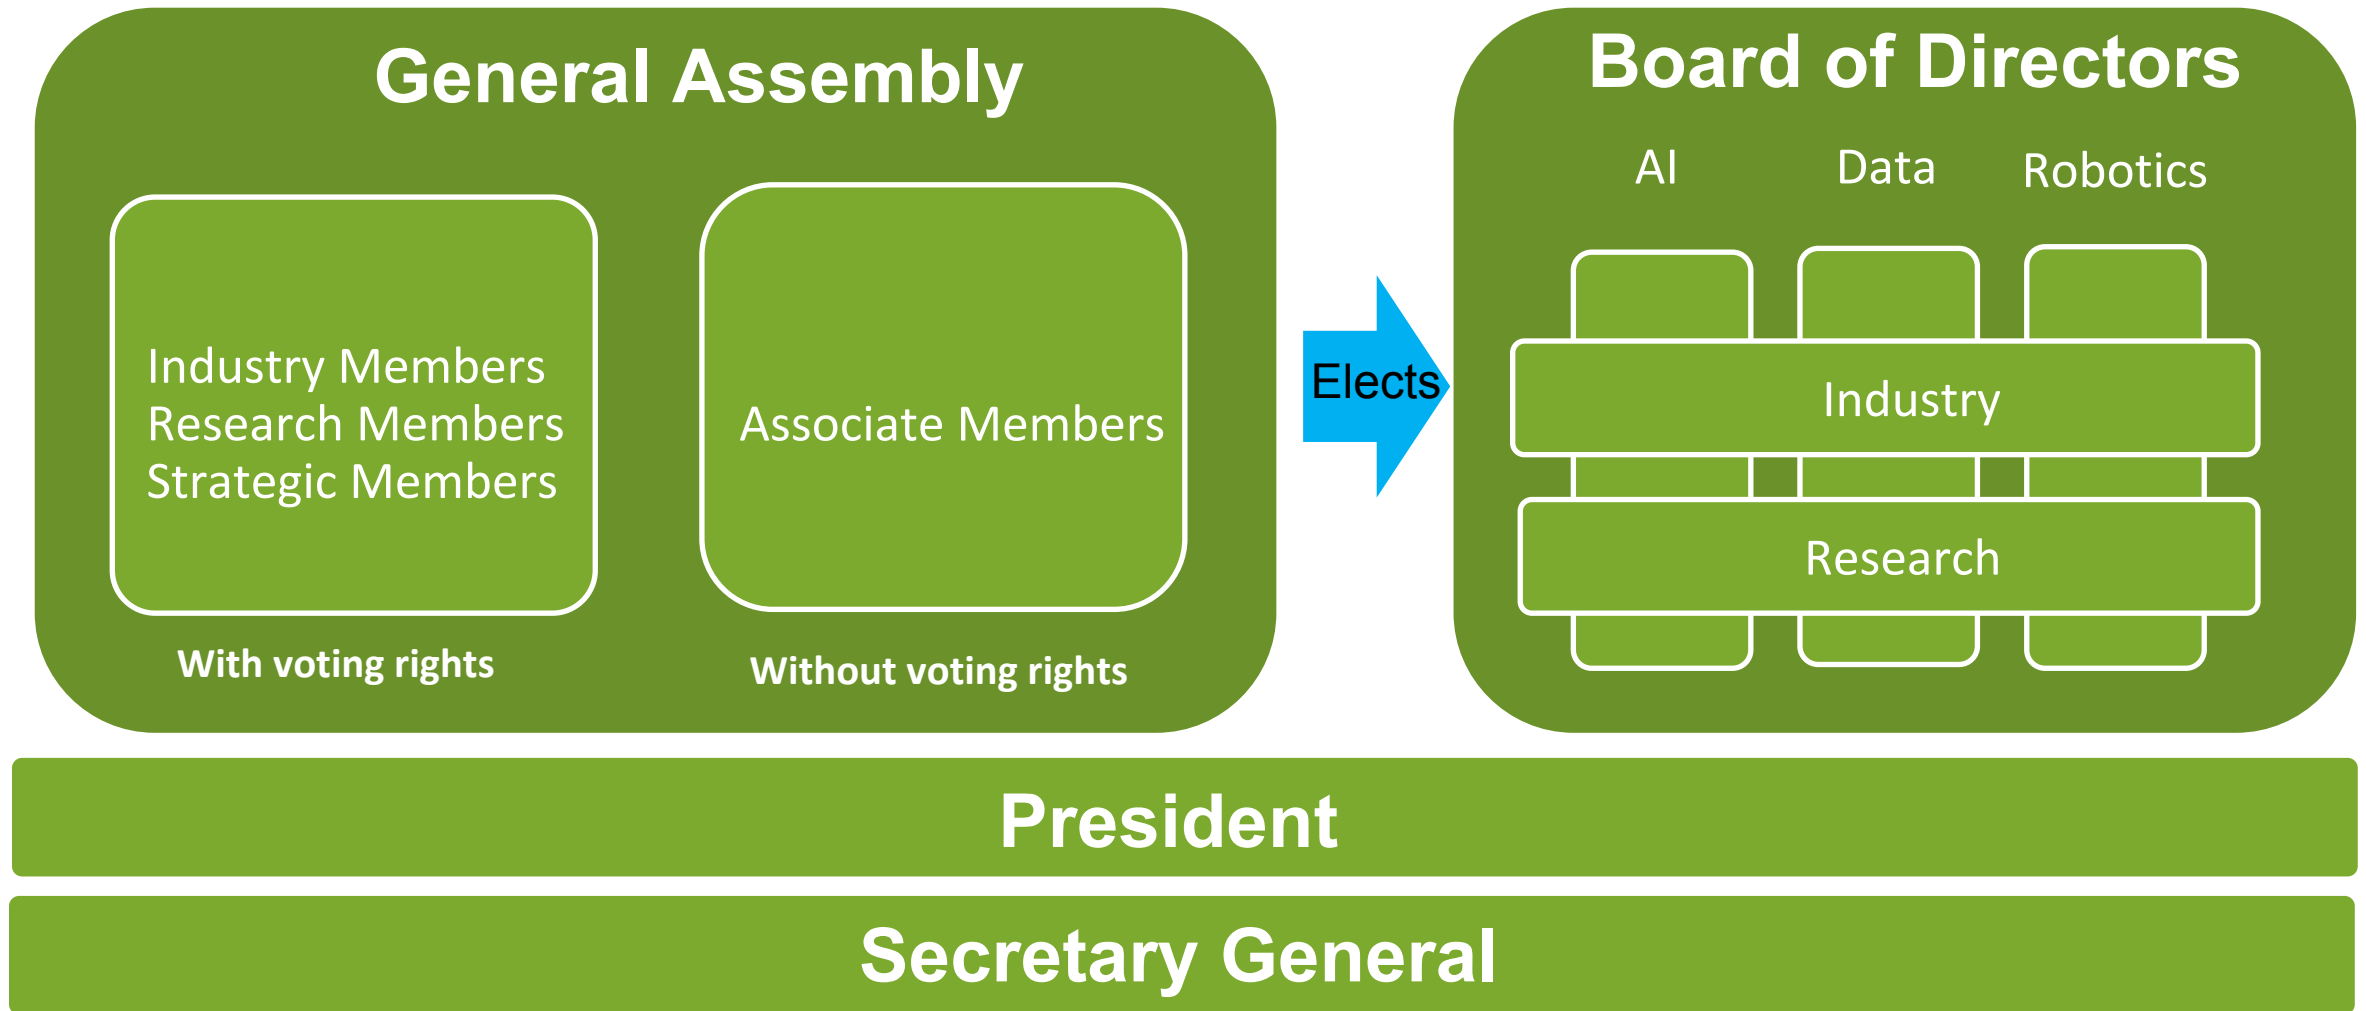 General Assembly
Industry Members
Research Members
Strategic Members
With voting rights
Associate Members
Without voting rights
Elects
Board of Directors
AI
Data
Robotics
Industry
Research
President
Secretary General